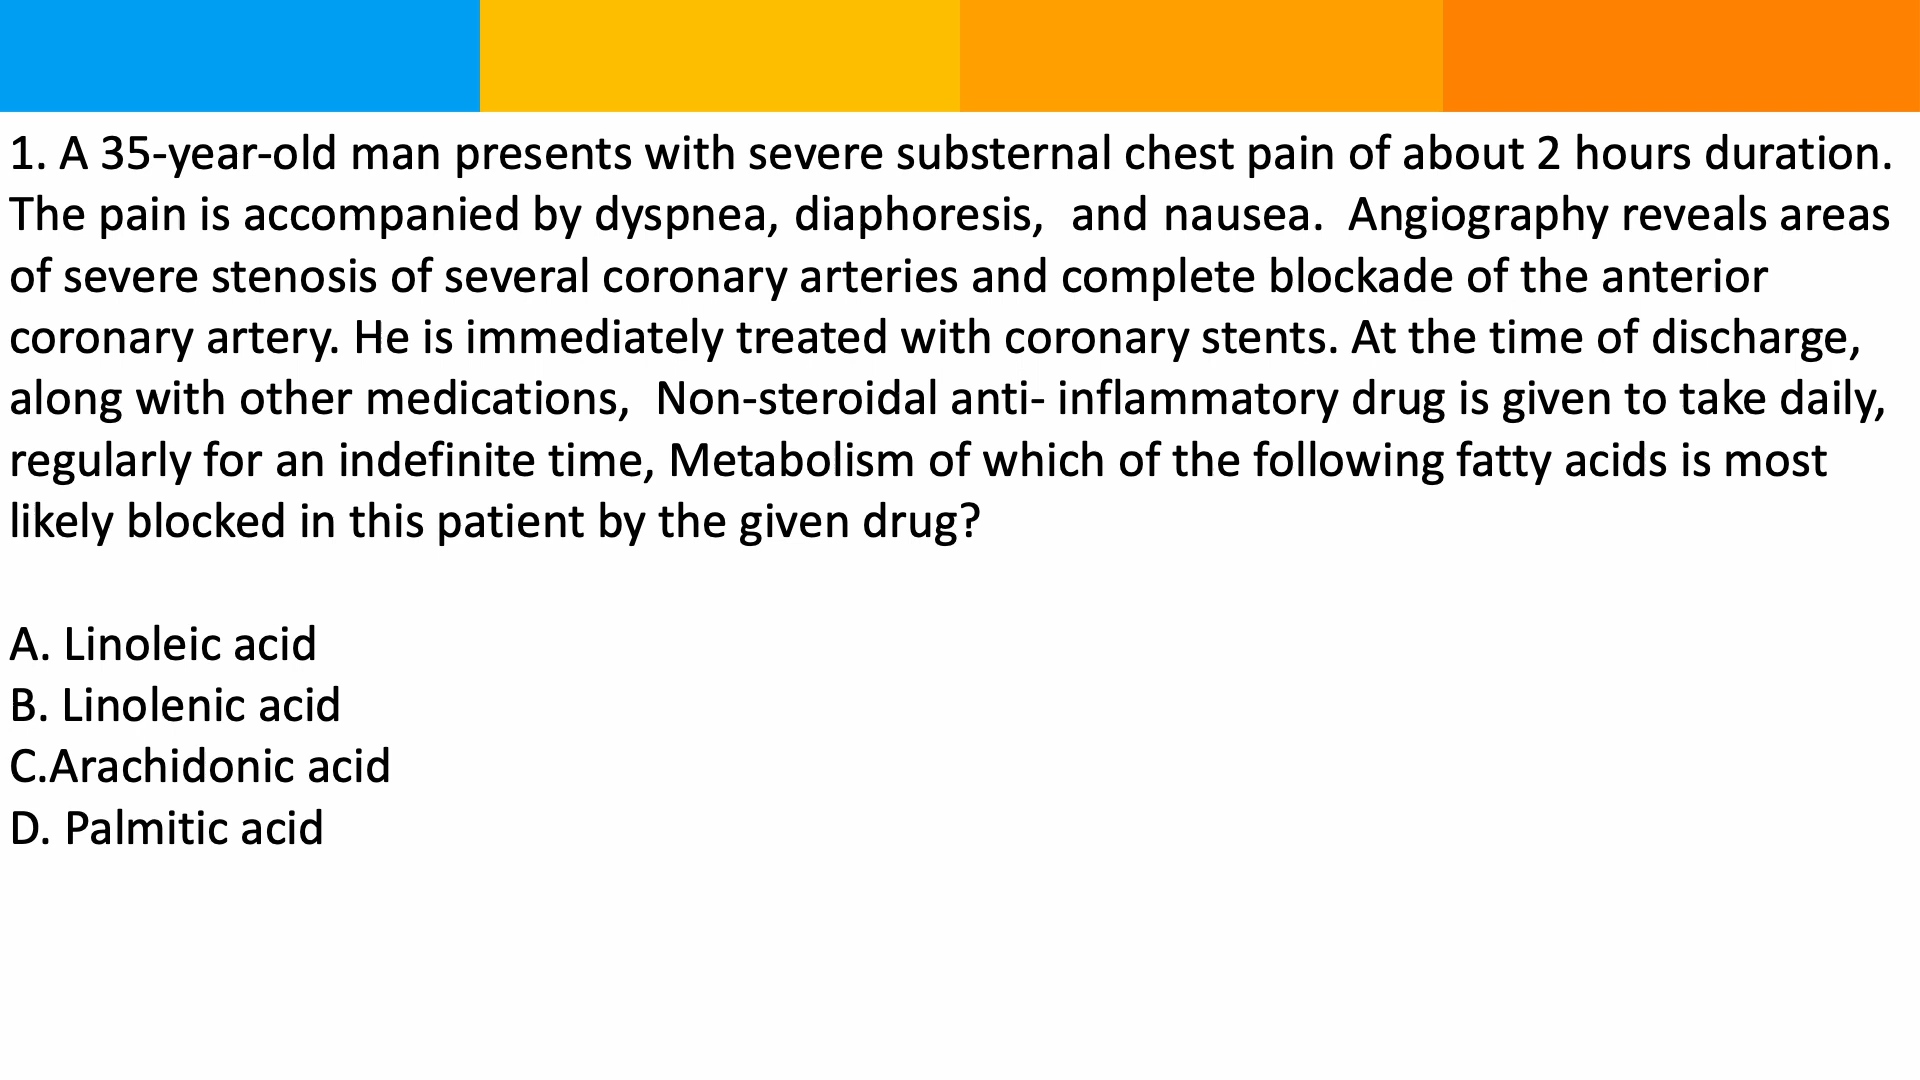 1. A 35-year-old man presents with severe substernal chest pain of about 2 hours duration.
The pain is accompanied by dyspnea, diaphoresis,  and nausea.  Angiography reveals areas
of severe stenosis of several coronary arteries and complete blockade of the anterior
coronary artery. He is immediately treated with coronary stents. At the time of discharge,
along with other medications,  Non-steroidal anti- inflammatory drug is given to take daily,
regularly for an indefinite time, Metabolism of which of the following fatty acids is most
likely blocked in this patient by the given drug?
A. Linoleic acid
B. Linolenic acid
C.Arachidonic acid
D. Palmitic acid